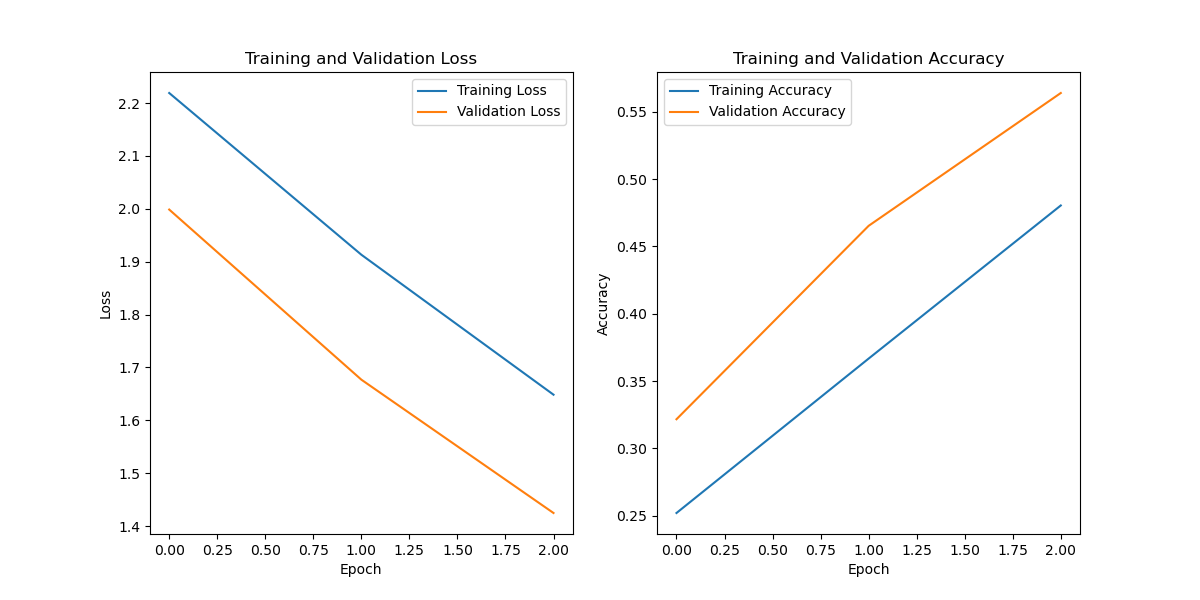 Training and Validation Loss
Training Loss
Validation Loss
2.2
2.1
2.0
1.9
1.8
1.7
1.6
1.5
1.4
Loss
0.00 0.25 0.50 0.75 1.00 1.25 1.50 1.75 2.00
Epoch
Training and Validation Accuracy
Training Accuracy
Validation Accuracy
0.55
0.50
0.45
0.40
0.35
0.30
0.25
Accuracy
0.00 0.25 0.50 0.75 1.00 1.25 1.50 1.75 2.00
Epoch